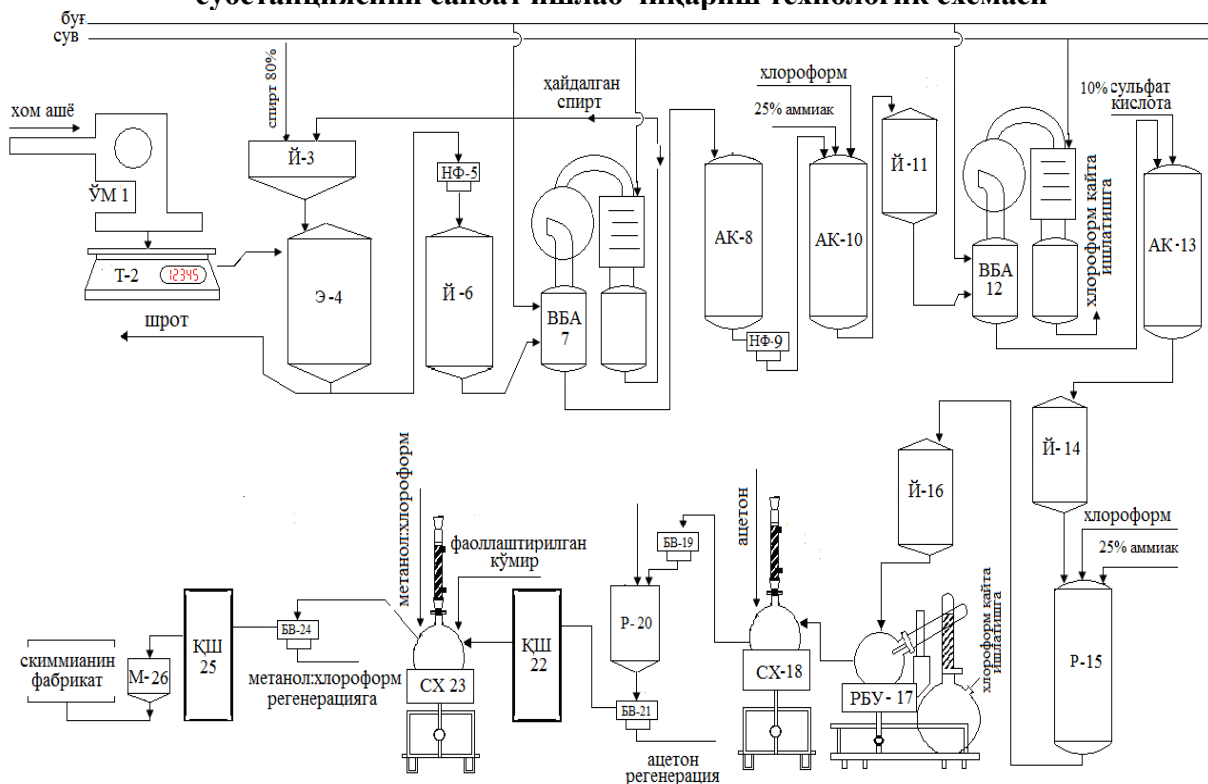 субстанциясини саноат ишлаб чиқариш технологик схемаси
буғ
сув
хом ашё
ЎМ 1
Т-2
12345
спирт 80%
Й-3
Э-4
шрот
НФ-5
Й-6
ҳайдалган
спирт
ВБА
7
АК-8
НФ-9
хлороформ
25% аммиак
АК-10
Й-11
ВБА
12
хлороформ қайта
ишлатишга
10% сульфат
кислота
АК-13
Й-14
хлороформ
25% аммиак
Р-15
Й-16
хлороформ қайта
ишлатишга
РБУ-17
ацетон
СХ-18
БВ-19
Р-20
БВ-21
ацетон
регенерация
ҚШ
22
фаоллаштирилган
кўмир
метанол:хлороформ
СХ 23
БВ-24
метанол:хлороформ
регенерацияга
ҚШ
25
М-26
скиммианин
фабрикат